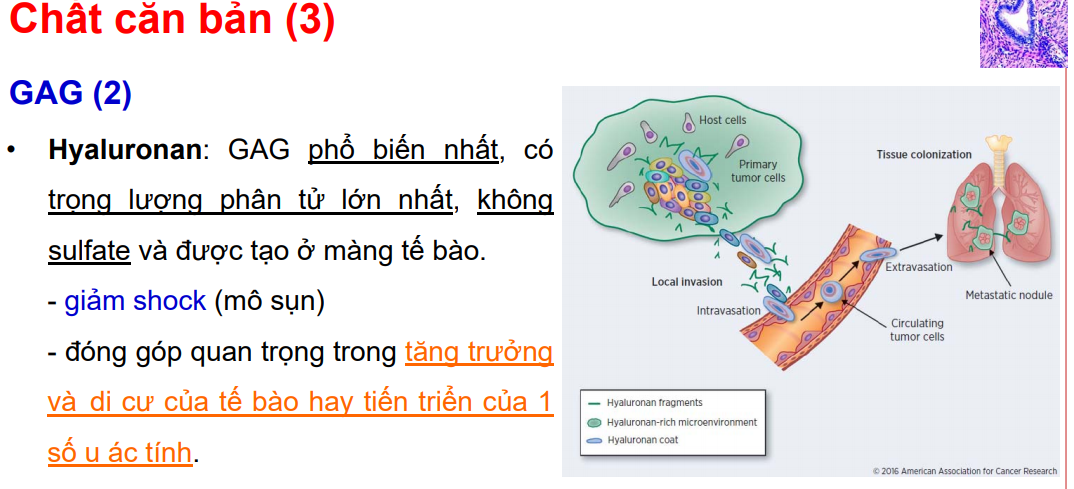 Chất căn bản (3)
GAG (2)
• Hyaluronan: GAG phổ biến nhất, có
trọng lượng phân tử lớn nhất, không
sulfate và được tạo ở màng tế bào.
- giảm shock (mô sụn)
- đóng góp quan trọng trong tăng trưởng
và di cư của tế bào hay tiến triển của 1
số u ác tính.
Host cells
Primary
tumor cells
Tissue colonization
Local invasion
Extravasation
Intravasation
Metastatic nodule
Circulating
tumor cells
Hyaluronan fragments
Hyaluronan-rich microenvironment
Hyaluronan coat
© 2016 American Association for Cancer Research